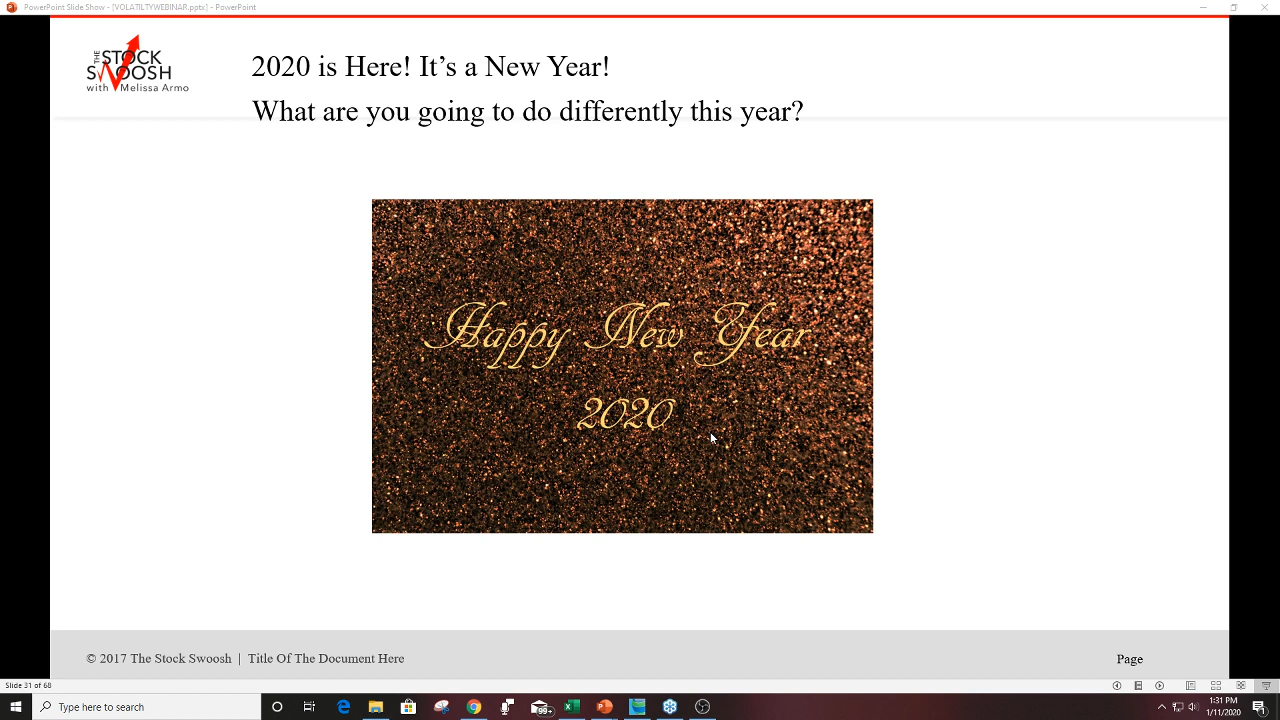 PowerPoint Slide Show - [VOLATILTYWEBINAR.pptx] - PowerPoint
THE STOCK
SWOOSH
with Melissa Armo
2020 is Here! It’s a New Year!
What are you going to do differently this year?
Happy New Year
2020
© 2017 The Stock Swoosh | Title Of The Document Here
Page
Slide 31 of 68
Type here to search
99+
1:31 PM
1/11/2020
1